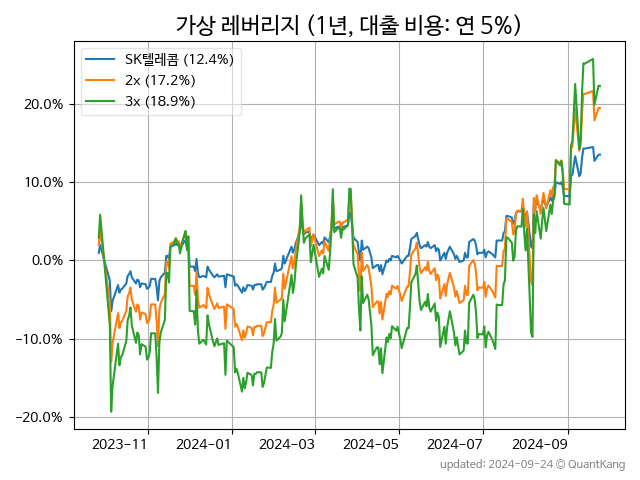 가상 레버리지 (1년, 대출 비용: 연 5%)
SK텔레콤 (12.4%)
2x (17.2%)
3x (18.9%)
20.0%
10.0%
0.0%
−10.0%
−20.0%
2023−11 2024−01 2024−03 2024−05 2024−07 2024−09
updated: 2024−09−24 © QuantKang